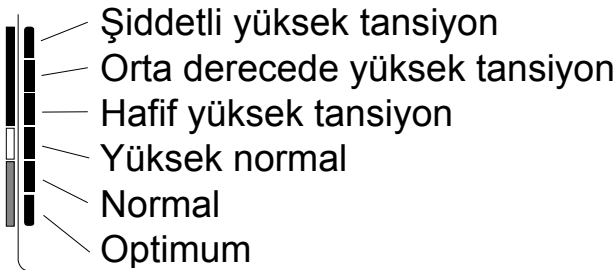 Şiddetli yüksek tansiyon
Orta derecede yüksek tansiyon
Hafif yüksek tansiyon
Yüksek normal
Normal
Optimum